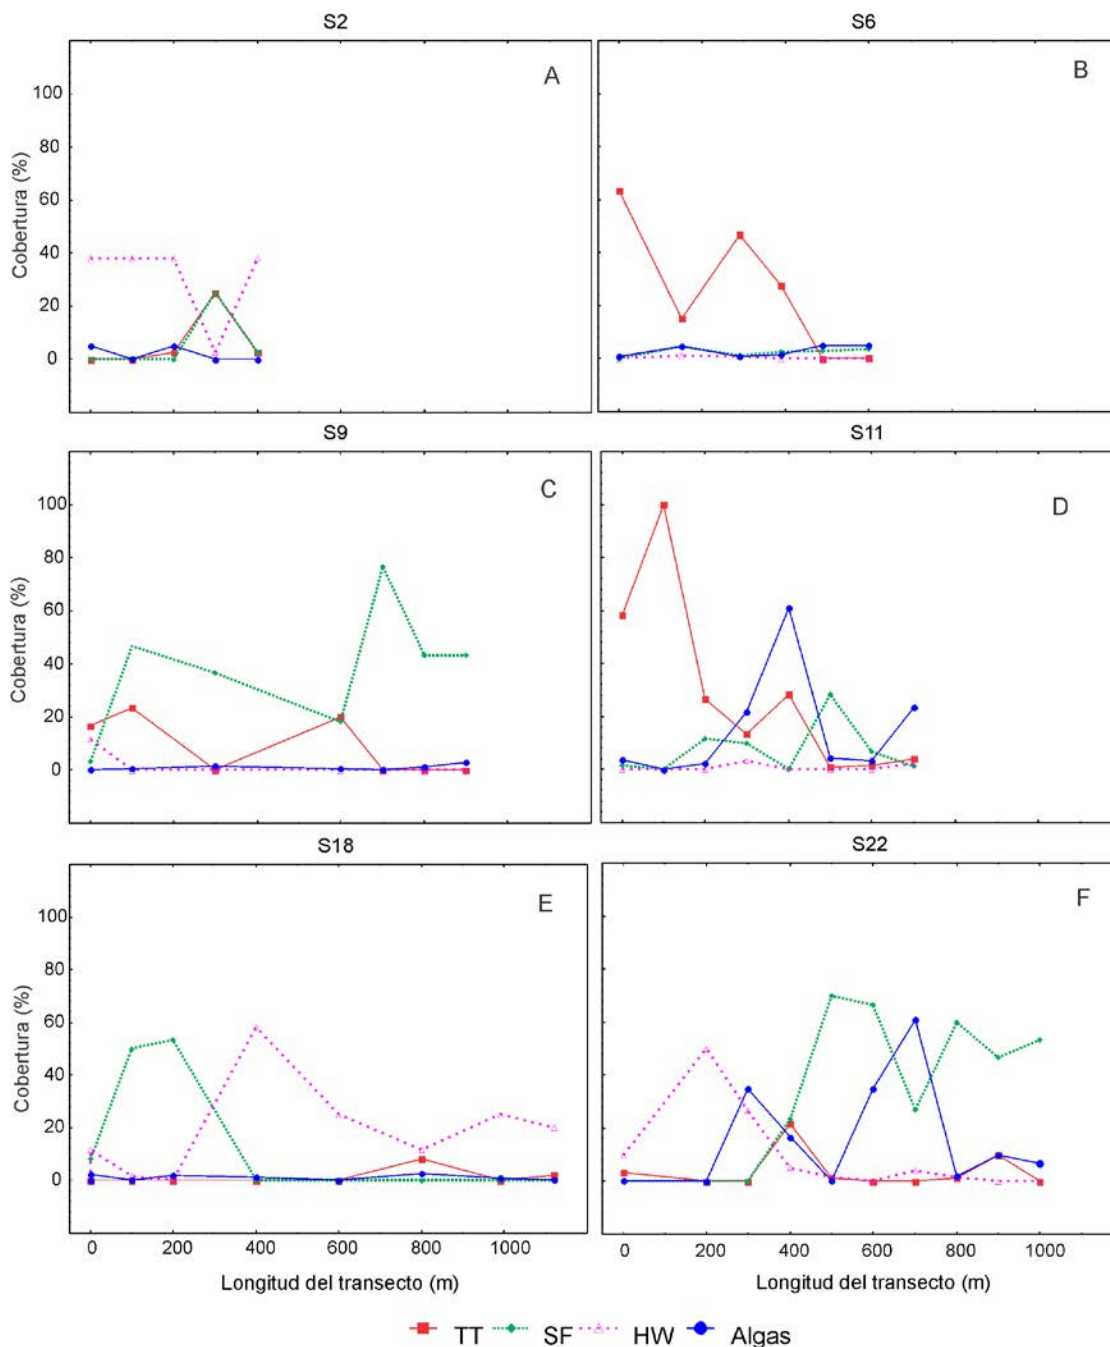 S2 S6
A B
100
80
60
40
20
0
Cobertura (%)
S9 S11
C D
100
80
60
40
20
0
Cobertura (%)
S18 S22
E F
100
80
60
40
20
0
Cobertura (%)
0 200 400 600 800 1000 0 200 400 600 800 1000
Longitud del transecto (m) Longitud del transecto (m)
TT SF HW Algas